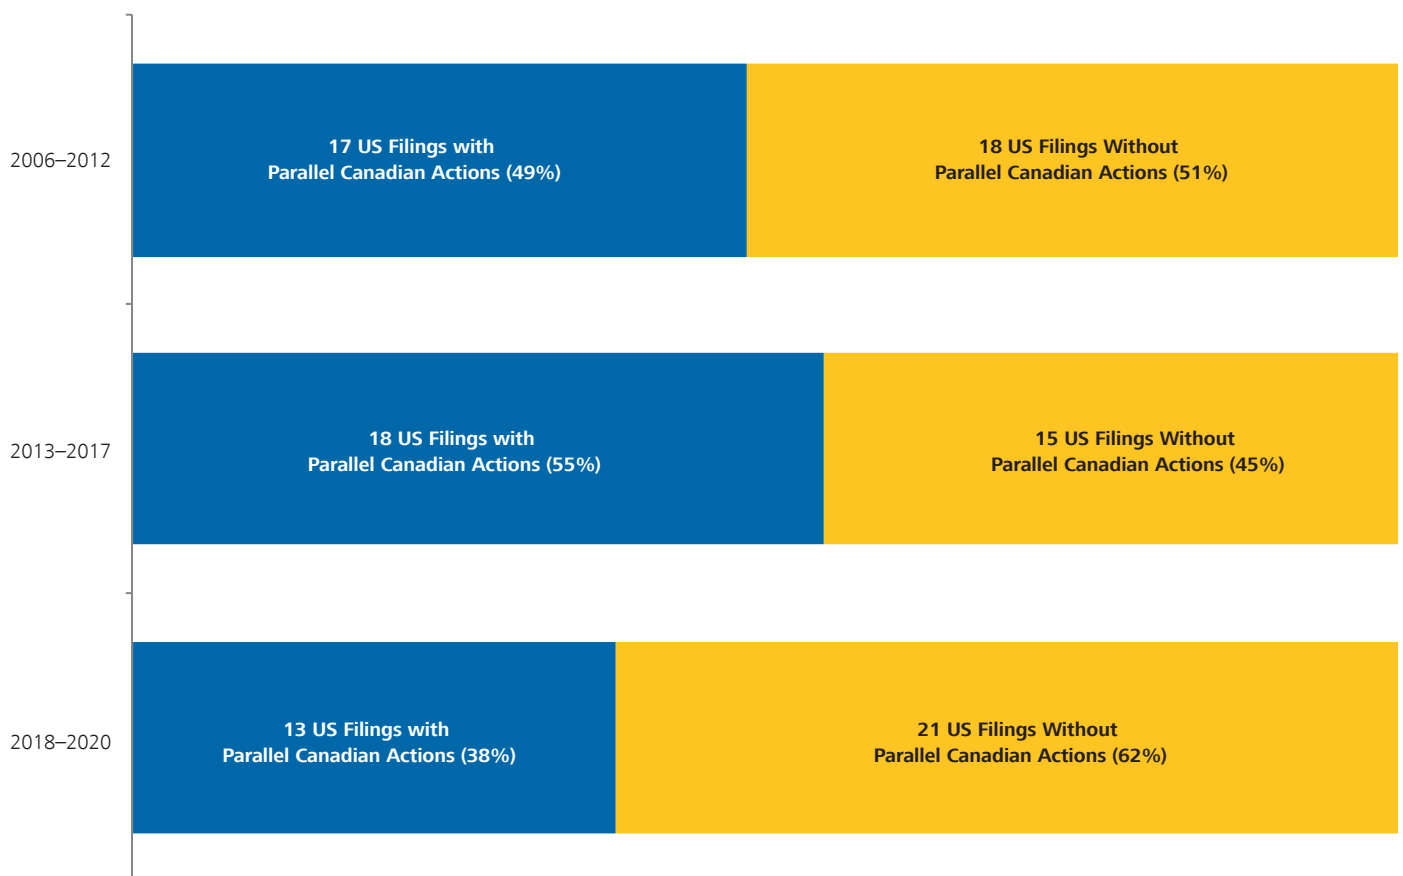 2006–2012
17 US Filings with
Parallel Canadian Actions (49%)
18 US Filings Without
Parallel Canadian Actions (51%)
2013–2017
18 US Filings with
Parallel Canadian Actions (55%)
15 US Filings Without
Parallel Canadian Actions (45%)
2018–2020
13 US Filings with
Parallel Canadian Actions (38%)
21 US Filings Without
Parallel Canadian Actions (62%)